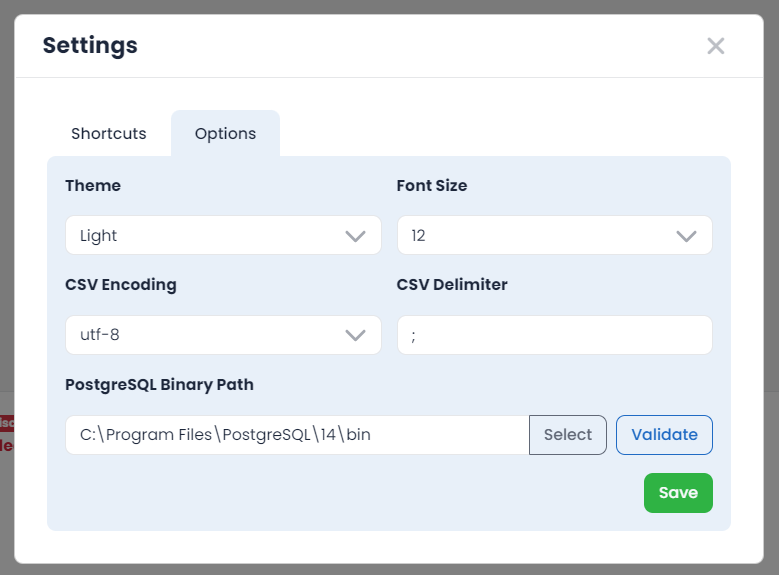 Settings
Shortcuts Options
Theme Font Size
Light 12
CSV Encoding CSV Delimiter
utf-8 ;
PostgreSQL Binary Path
C:\Program Files\PostgreSQL\14\bin Select Validate
Save